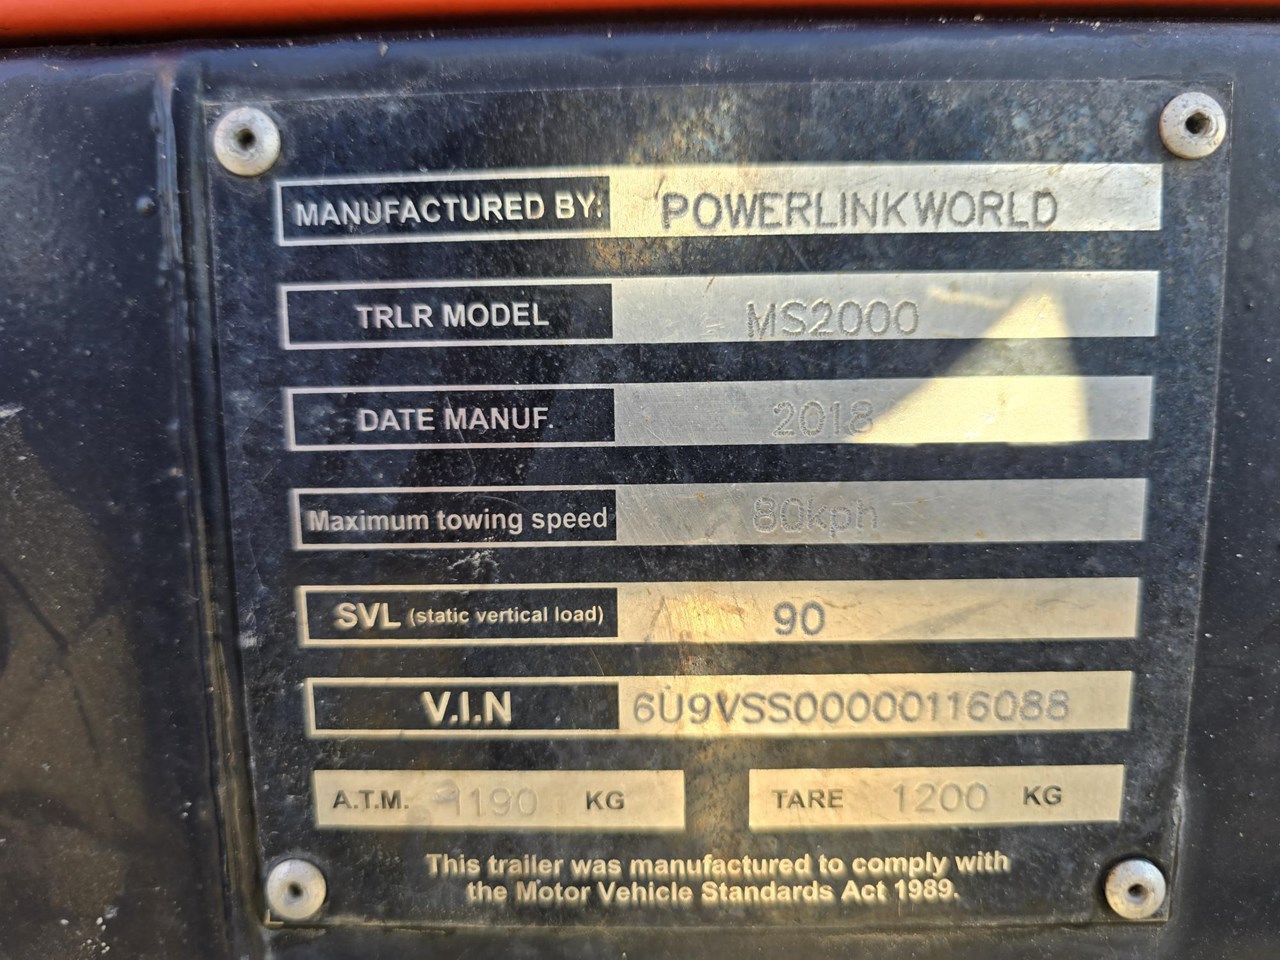 MANUFACTURED BY: POWERLINKWORLD
TRLR MODEL MS2000
DATE MANUF. 2018
Maximum towing speed 80kph
SVL (static vertical load) 90
V.I.N 6U9VSS00000116088
A.T.M. 1190 KG TARE 1200 KG
This trailer was manufactured to comply with
the Motor Vehicle Standards Act 1989.